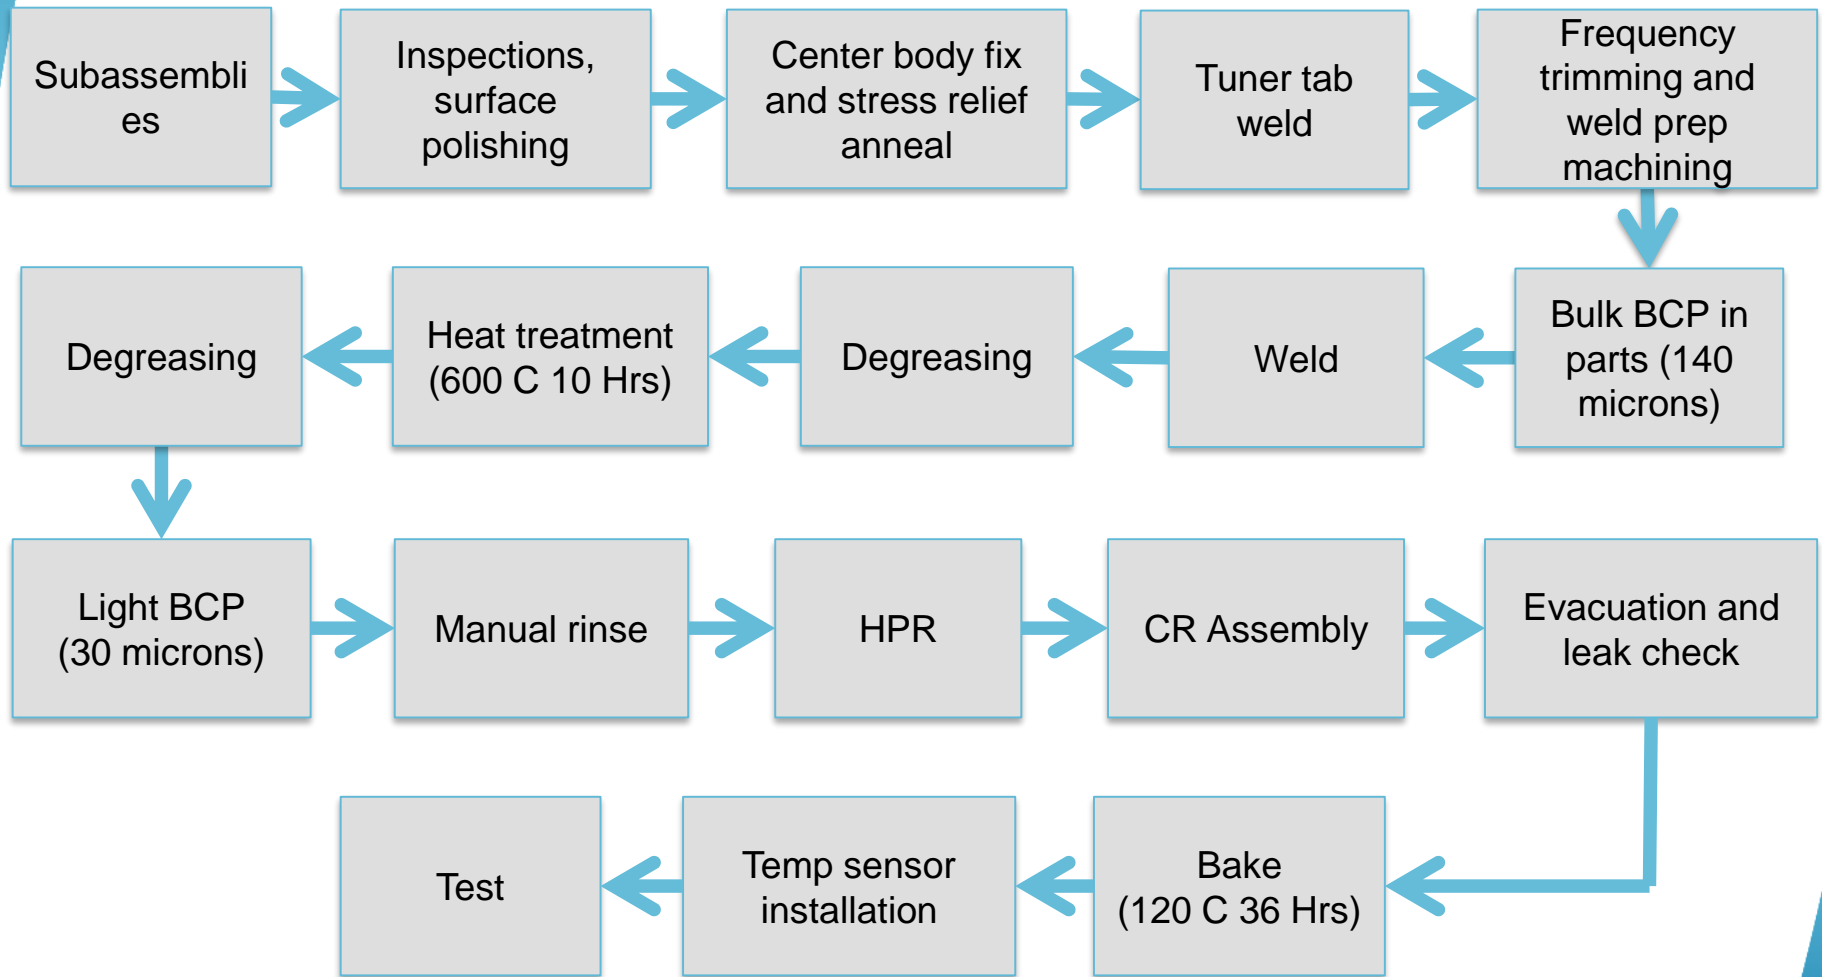 Subassembli
es
Inspections,
surface
polishing
Center body fix
and stress relief
anneal
Tuner tab
weld
Frequency
trimming and
weld prep
machining
Bulk BCP in
parts (140
microns)
Weld
Degreasing
Heat treatment
(600 C 10 Hrs)
Degreasing
Light BCP
(30 microns)
Manual rinse
HPR
CR Assembly
Evacuation and
leak check
Bake
(120 C 36 Hrs)
Temp sensor
installation
Test